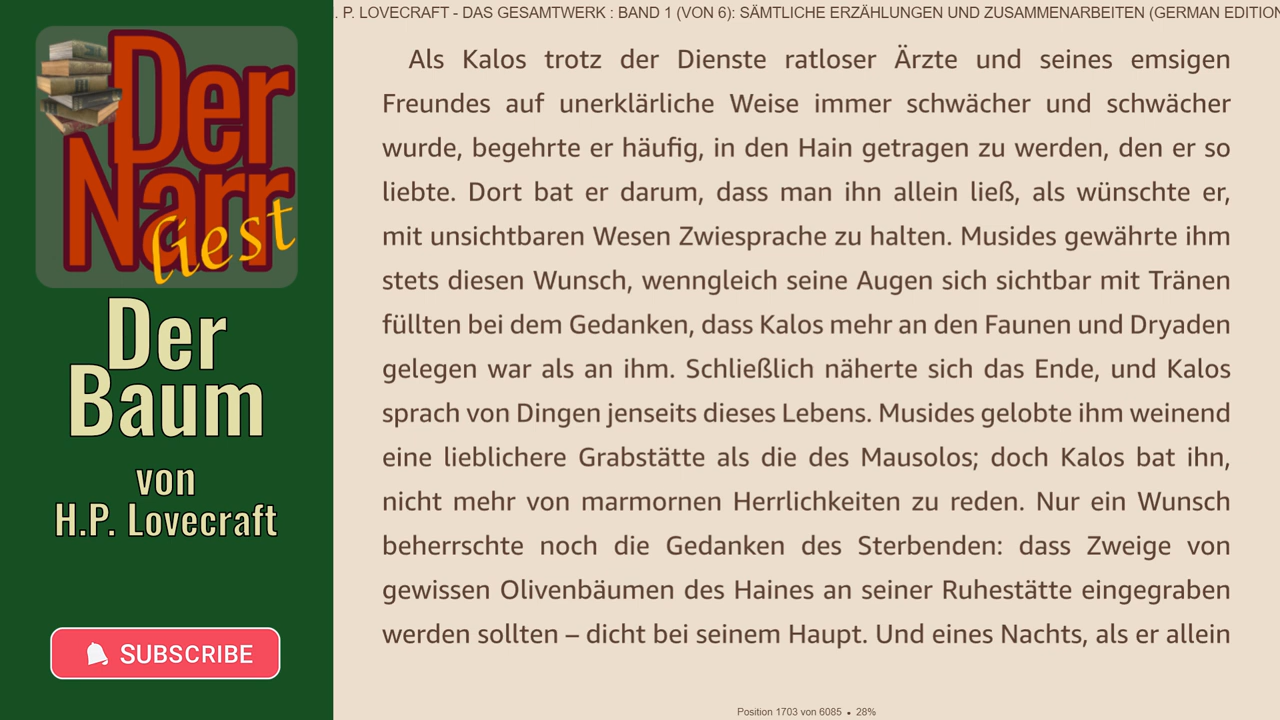 . P. LOVECRAFT - DAS GESAMTWERK : BAND 1 (VON 6): SÄMTLICHE ERZÄHLUNGEN UND ZUSAMMENARBEITEN (GERMAN EDITION
Der
Narr
liest
Der
Baum
von
H.P. Lovecraft
SUBSCRIBE
Als Kalos trotz der Dienste ratloser Ärzte und seines emsigen
Freundes auf unerklärliche Weise immer schwächer und schwächer
wurde, begehrte er häufig, in den Hain getragen zu werden, den er so
liebte. Dort bat er darum, dass man ihn allein ließ, als wünschte er,
mit unsichtbaren Wesen Zwiesprache zu halten. Musides gewährte ihm
stets diesen Wunsch, wenngleich seine Augen sich sichtbar mit Tränen
füllten bei dem Gedanken, dass Kalos mehr an den Faunen und Dryaden
gelegen war als an ihm. Schließlich näherte sich das Ende, und Kalos
sprach von Dingen jenseits dieses Lebens. Musides gelobte ihm weinend
eine lieblichere Grabstätte als die des Mausolos; doch Kalos bat ihn,
nicht mehr von marmornen Herrlichkeiten zu reden. Nur ein Wunsch
beherrschte noch die Gedanken des Sterbenden: dass Zweige von
gewissen Olivenbäumen des Haines an seiner Ruhestätte eingegraben
werden sollten – dicht bei seinem Haupt. Und eines Nachts, als er allein
Position 1703 von 6085 • 28%